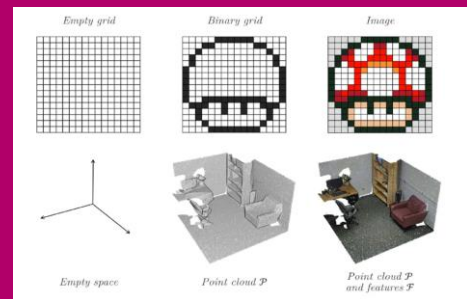 Empty grid
Binary grid
Image
Empty space
Point cloud 𝒫
Point cloud 𝒫
and features ℱ